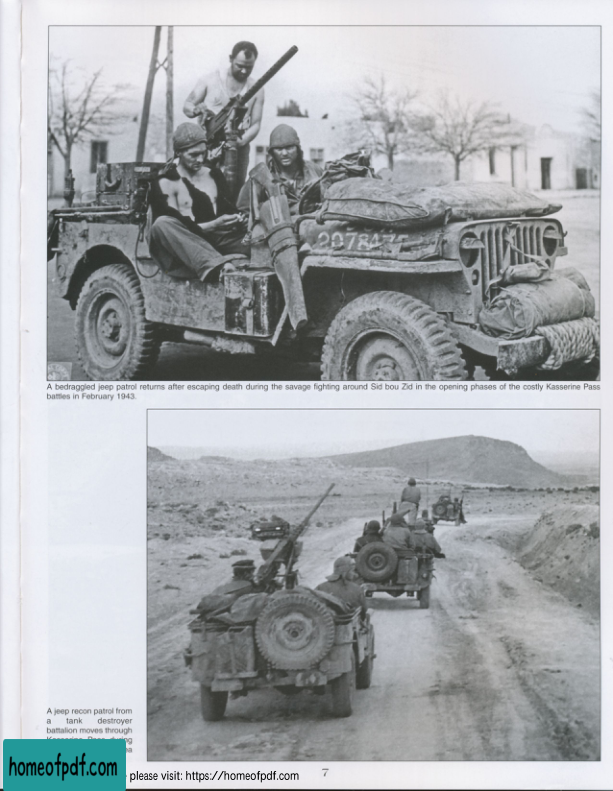 2078475
A bedraggled jeep patrol returns after escaping death during the savage fighting around Sid bou Zid in the opening phases of the costly Kasserine Pass
battles in February 1943.
A jeep recon patrol from
a tank destroyer
battalion moves through
Kasserine Pass during
homeofpdf.com
please visit: https://homeofpdf.com
7